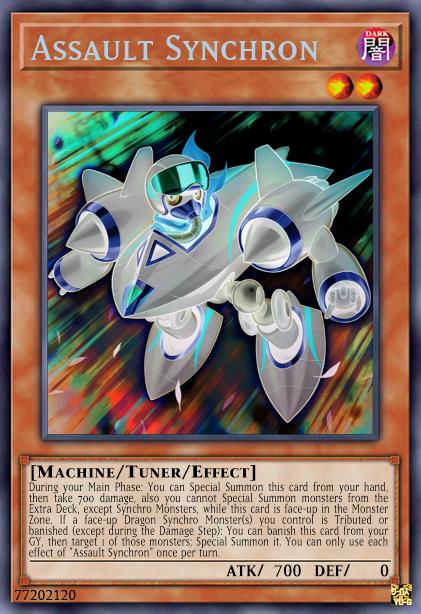 Assault Synchron
DARK
闇
[Machine/Tuner/Effect]
During your Main Phase: You can Special Summon this card from your hand,
then take 700 damage, also you cannot Special Summon monsters from the
Extra Deck, except Synchro Monsters, while this card is face-up in the Monster
Zone. If a face-up Dragon Synchro Monster(s) you control is Tributed or
banished (except during the Damage Step): You can banish this card from your
GY, then target 1 of those monsters; Special Summon it. You can only use each
effect of "Assault Synchron" once per turn.
ATK/ 700 DEF/ 0
77202120